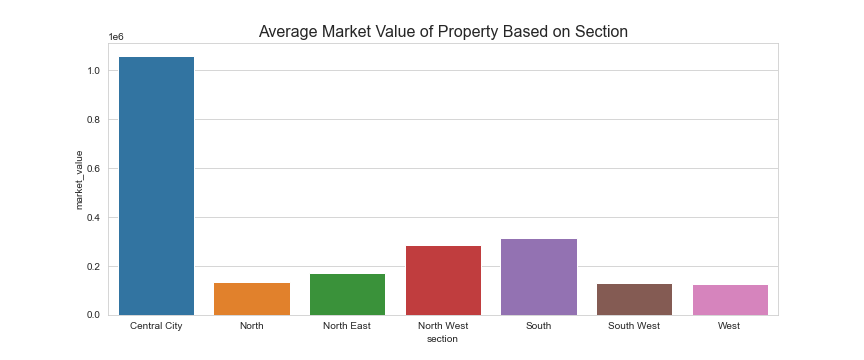 Average Market Value of Property Based on Section
1e6
1.0
0.8
0.6
0.4
0.2
0.0
market_value
Central City North North East North West South South West West
section